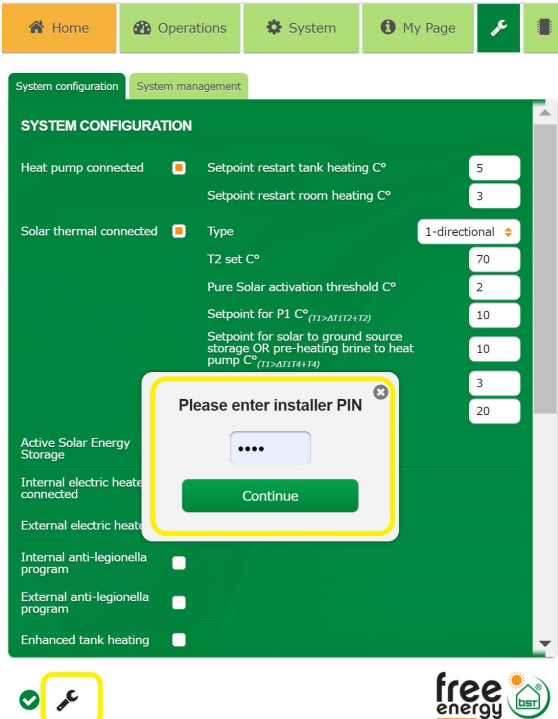 Home
Operations
System
My Page
System configuration
System management
SYSTEM CONFIGURATION
Heat pump connected
Setpoint restart tank heating C°
5
Setpoint restart room heating C°
3
Solar thermal connected
Type
1-directional
T2 set C°
70
Pure Solar activation threshold C°
2
Setpoint for P1 C°(T1>ΔT1T2+T2)
10
Setpoint for solar to ground source
storage OR pre-heating brine to heat
pump C°(T1>ΔT1T4+T4)
10
3
20
Please enter installer PIN
••••
Continue
Active Solar Energy
Storage
Internal electric heate
connected
External electric heate
Internal anti-legionella
program
External anti-legionella
program
Enhanced tank heating
free
energy
bst